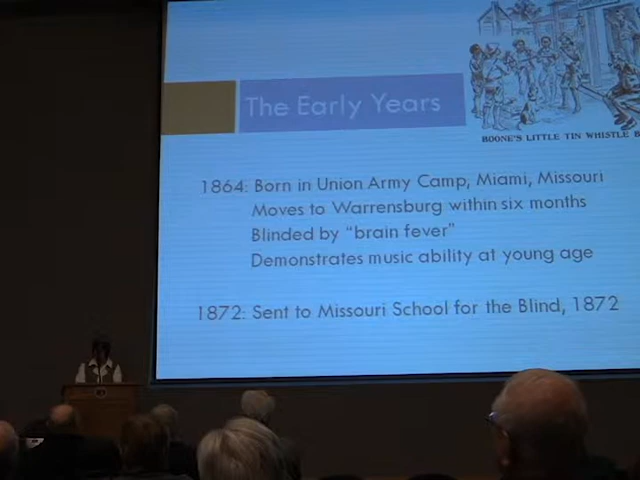 BOONE'S LITTLE TIN WHISTLE B
The Early Years
1864: Born in Union Army Camp, Miami, Missouri
Moves to Warrensburg within six months
Blinded by "brain fever"
Demonstrates music ability at young age
1872: Sent to Missouri School for the Blind, 1872